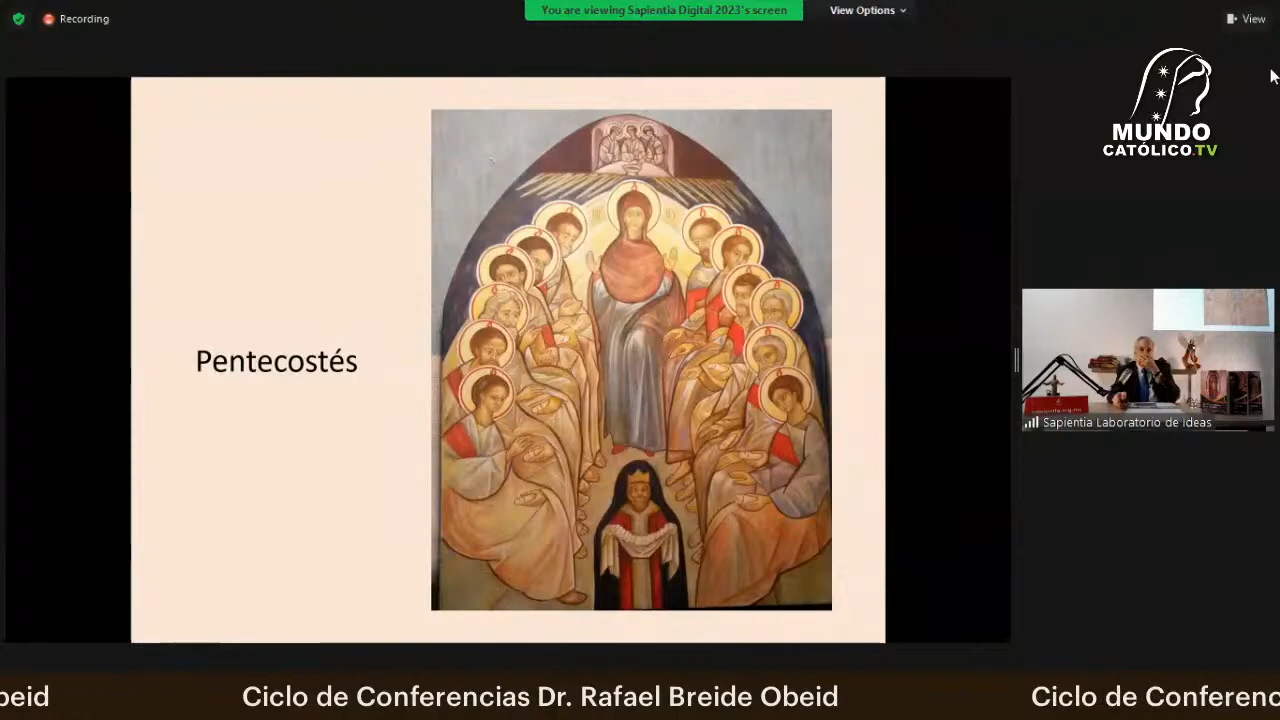 Recording
You are viewing Sapientia Digital 2023's screen
View Options
View
MUNDO
CATÓLICO.TV
Pentecostés
Sapientia Laboratorio de ideas
beid
Ciclo de Conferencias Dr. Rafael Breide Obeid
Ciclo de Conferenc